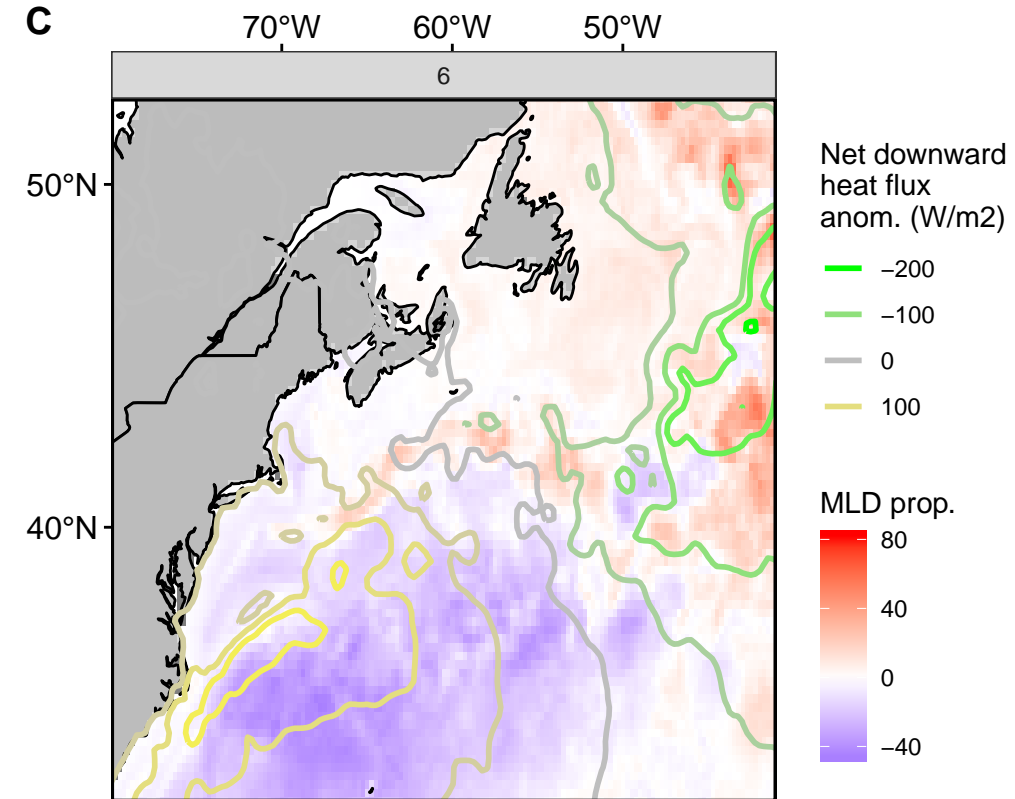 C
70°W 60°W 50°W
6
50°N
40°N
Net downward
heat flux
anom. (W/m2)
−200
−100
0
100
MLD prop.
80
40
0
−40